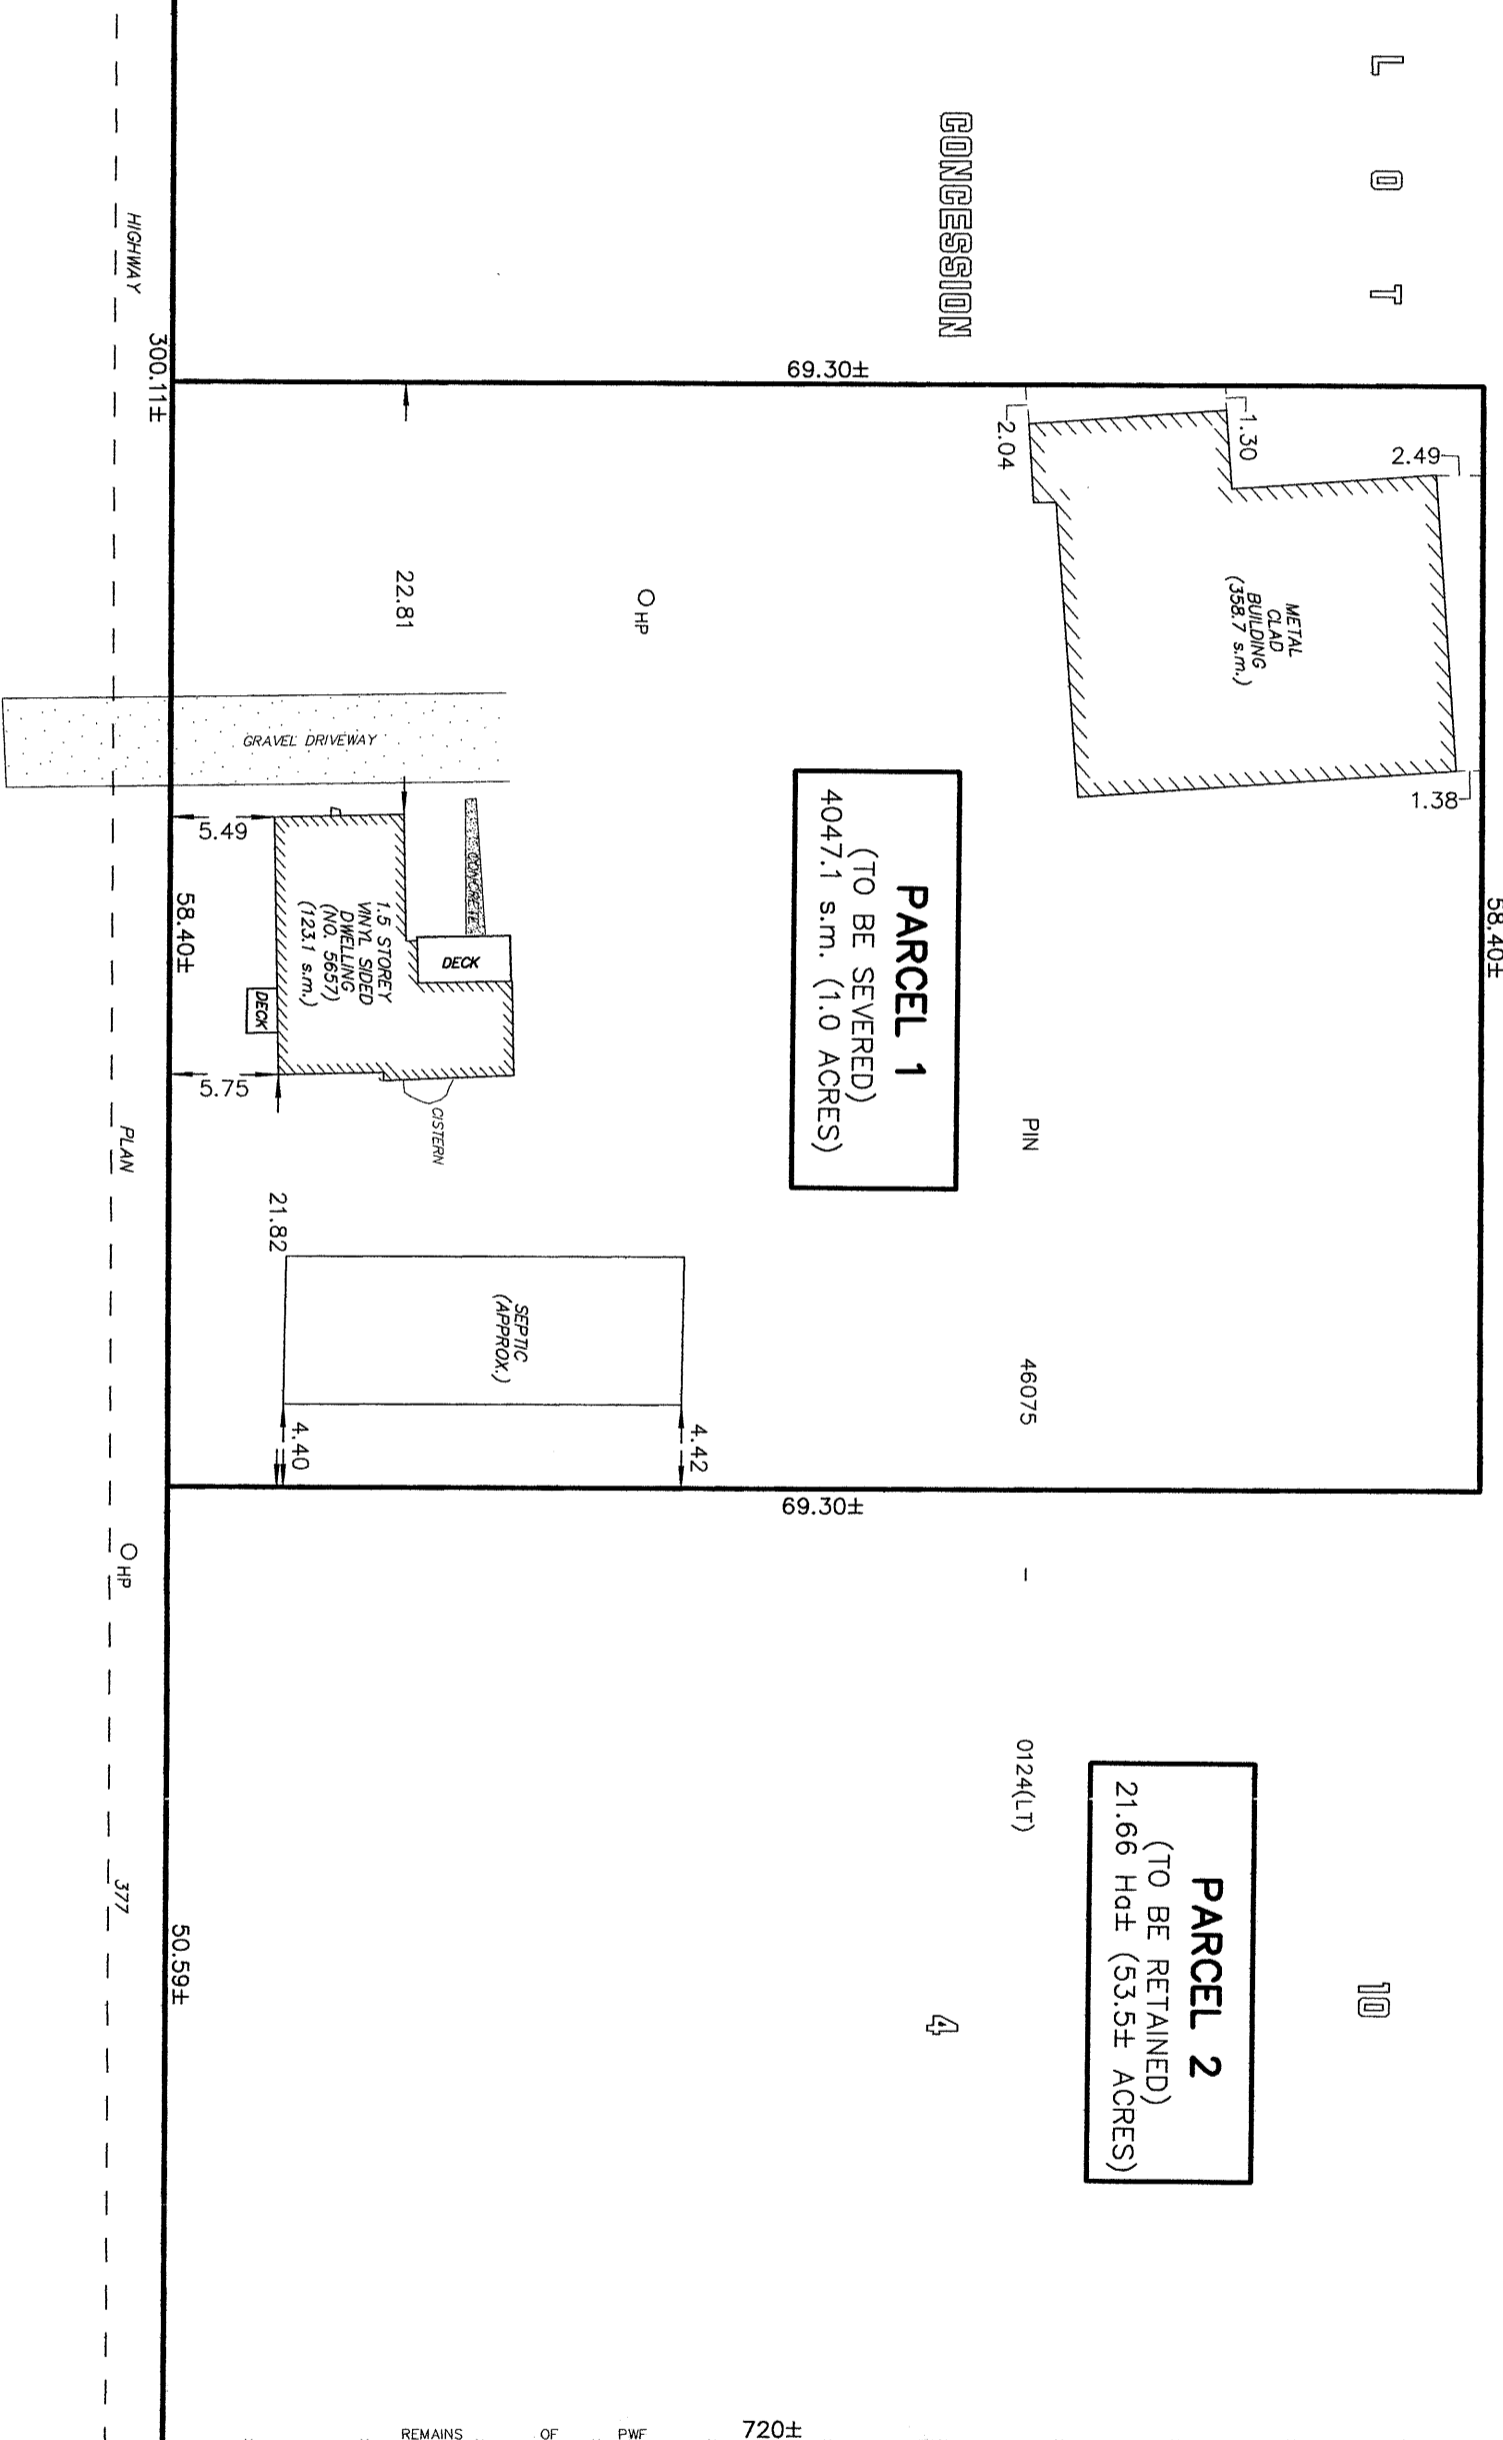 L O T
10
CONCESSION
4
58.40±
2.49
1.38
1.30
2.04
METAL
CLAD
BUILDING
(358.7 s.m.)
PIN
46075
–
0124(LT)
PARCEL 2
(TO BE RETAINED)
21.66 Ha± (53.5± ACRES)
PARCEL 1
(TO BE SEVERED)
4047.1 s.m. (1.0 ACRES)
69.30±
69.30±
720±
HP
4.42
REMAINS OF PWF
SEPTIC
(APPROX.)
CONCRETE
DECK
CISTERN
22.81
GRAVEL DRIVEWAY
1.5 STOREY
VINYL SIDED
DWELLING
(NO. 5657)
(123.1 s.m.)
DECK
21.82
4.40
5.49
5.75
300.11±
58.40±
50.59±
HIGHWAY
PLAN
HP
377